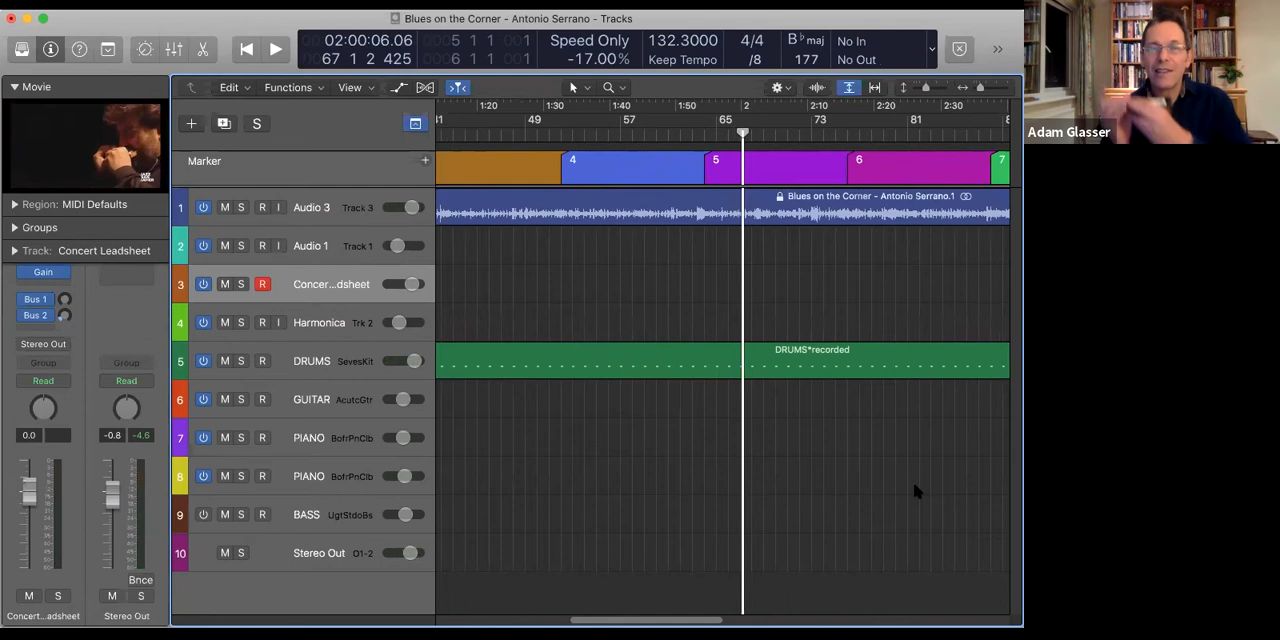 Blues on the Corner - Antonio Serrano - Tracks
02:00:06.06
67 1 2 425
5 1 1 001
5 1 1 001
Speed Only
-17.00%
132.3000
Keep Tempo
4/4
/8
B♭maj
177
No In
No Out
Adam Glasser
Movie
Region: MIDI Defaults
Groups
Track: Concert Leadsheet
Edit
Functions
View
1:20 1:30 1:40 1:50 2 2:10 2:20 2:30
41 49 57 65 73 81 8
S
Marker
4 5 6 7
1 M S R I Audio 3 Track 3
Blues on the Corner - Antonio Serrano.1
2 M S R I Audio 1 Track 1
3 M S R Concer...dsheet
4 M S R I Harmonica Trk 2
5 M S R DRUMS SevesKit
DRUMS*recorded
6 M S R GUITAR AcutcGtr
7 M S R PIANO BofrPnClb
8 M S R PIANO BofrPnClb
9 M S R BASS UgtStdoBs
10 M S Stereo Out O1-2
Gain
Bus 1
Bus 2
Stereo Out
Group Group
Read Read
0.0 -0.8 -4.6
Bnce
M S M S
Concert...adsheet Stereo Out